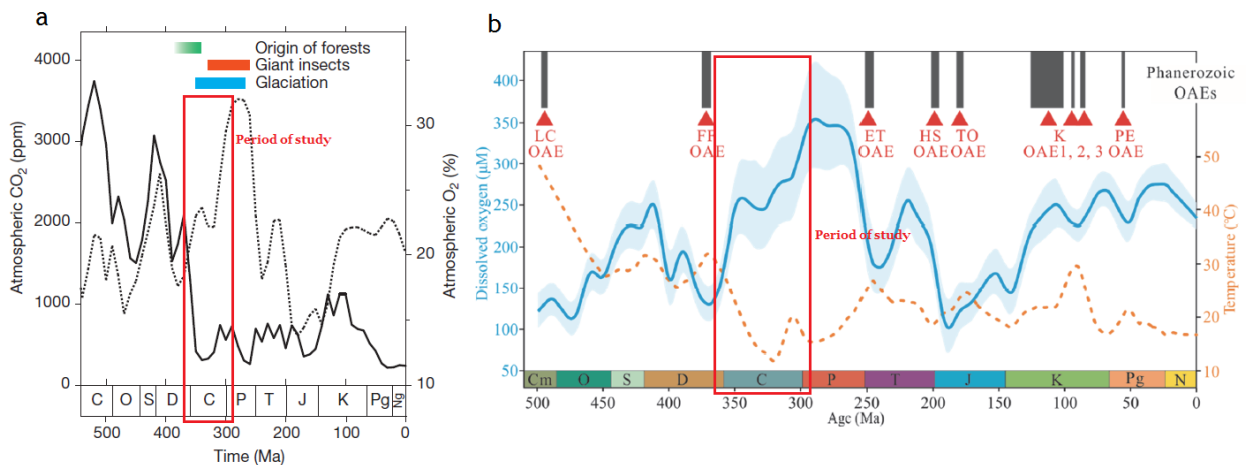 a
Atmospheric CO2 (ppm)
4000
3000
2000
1000
0
Origin of forests
Giant insects
Glaciation
Period of study
30
20
10
Atmospheric O2 (%)
C O S D C P T J K Pg Ng
500 400 300 200 100 0
Time (Ma)
b
Dissolved oxygen (μM)
400
350
300
250
200
150
100
50
Phanerozoic
OAEs
LC
OAE
FF
OAE
ET
OAE
HS
OAE
TO
OAE
K
OAE1, 2, 3
PE
OAE
Period of study
50
40
30
20
10
Temperature (℃)
Cm O S D C P T J K Pg N
500 450 400 350 300 250 200 150 100 50 0
Age (Ma)